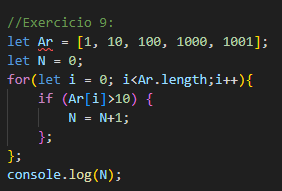 //Exercicio 9:
let Ar = [1, 10, 100, 1000, 1001];
let N = 0;
for(let i = 0; i<Ar.length;i++){
    if (Ar[i]>10) {
        N = N+1;
    };
};
console.log(N);